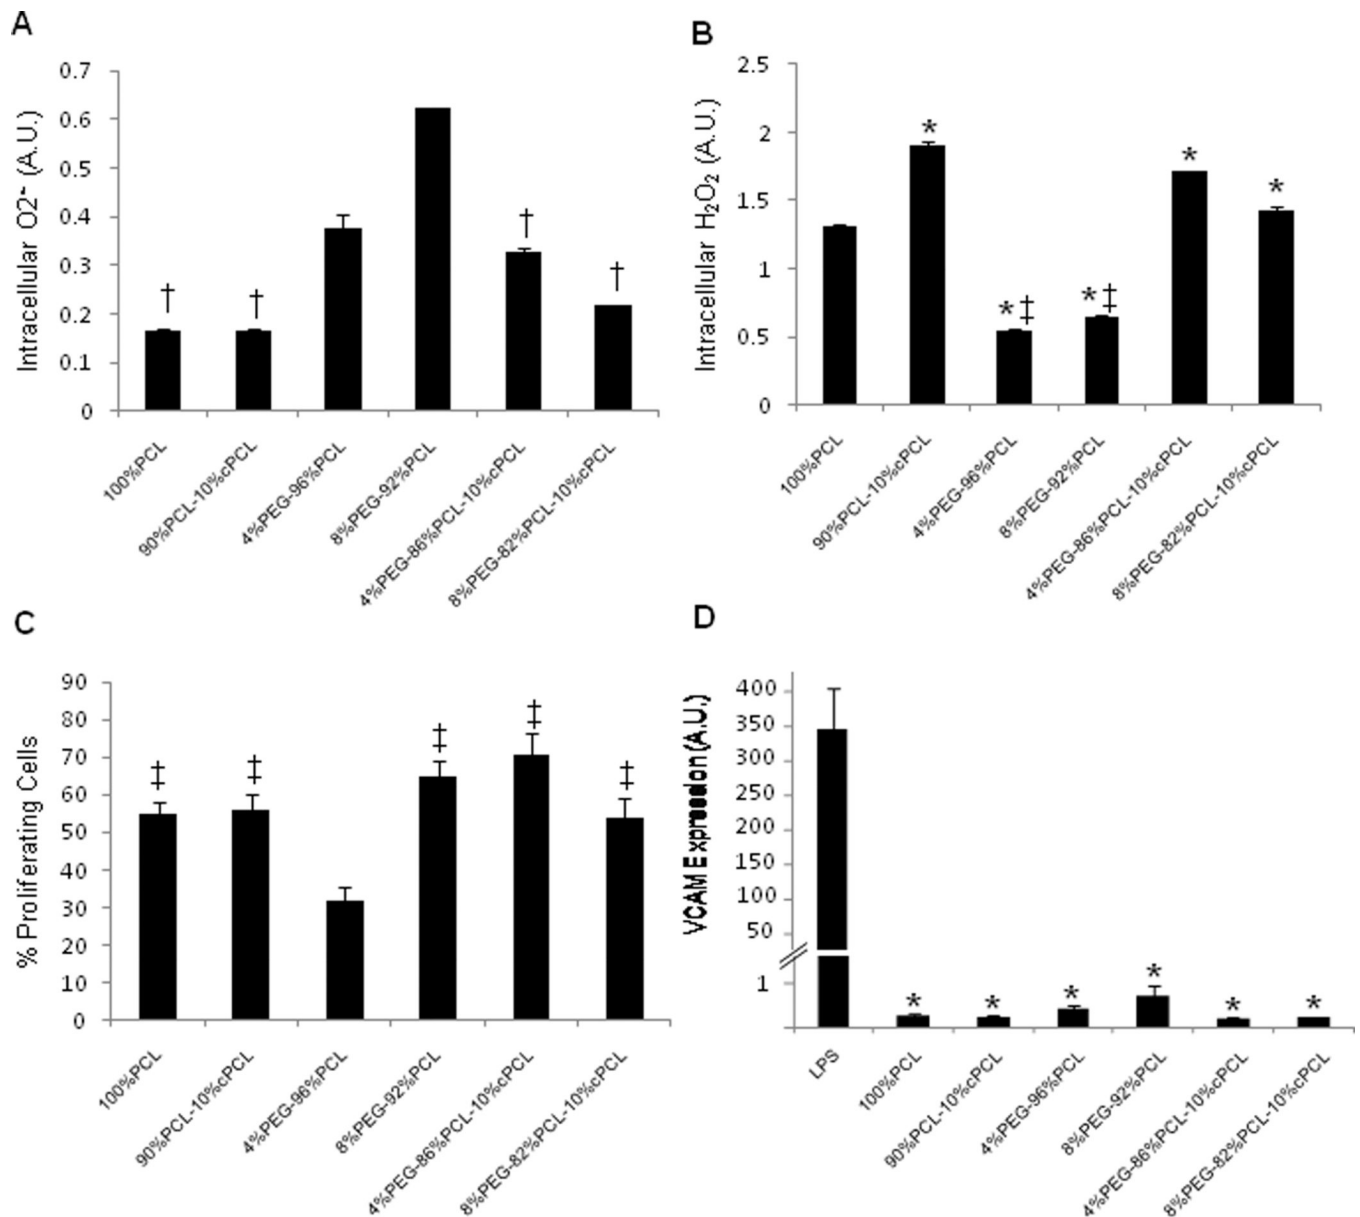 A
Intracellular O2⁻ (A.U.)
0.7
0.6
0.5
0.4
0.3
0.2
0.1
0
†
†
†
†
100%PCL
90%PCL-10%cPCL
4%PEG-96%PCL
8%PEG-92%PCL
4%PEG-86%PCL-10%cPCL
8%PEG-82%PCL-10%cPCL
B
Intracellular H₂O₂ (A.U.)
2.5
2
1.5
1
0.5
0
*
*‡
*‡
*
*
100%PCL
90%PCL-10%cPCL
4%PEG-96%PCL
8%PEG-92%PCL
4%PEG-86%PCL-10%cPCL
8%PEG-82%PCL-10%cPCL
C
% Proliferating Cells
90
80
70
60
50
40
30
20
10
0
‡
‡
‡
‡
‡
100%PCL
90%PCL-10%cPCL
4%PEG-96%PCL
8%PEG-92%PCL
4%PEG-86%PCL-10%cPCL
8%PEG-82%PCL-10%cPCL
D
VCAM Expression (A.U.)
400
350
300
250
200
150
100
50
1
*
*
*
*
*
*
LPS
100%PCL
90%PCL-10%cPCL
4%PEG-96%PCL
8%PEG-92%PCL
4%PEG-86%PCL-10%cPCL
8%PEG-82%PCL-10%cPCL